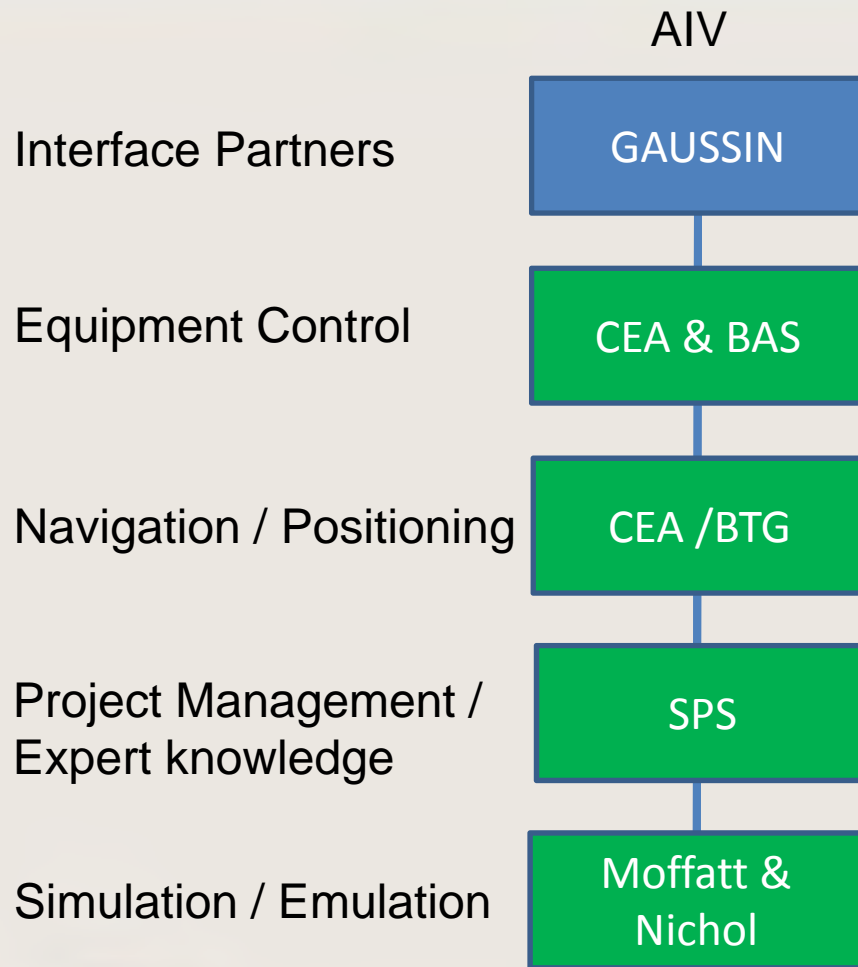 AIV
Interface Partners
GAUSSIN
Equipment Control
CEA & BAS
Navigation / Positioning
CEA /BTG
Project Management /
Expert knowledge
SPS
Simulation / Emulation
Moffatt &
Nichol